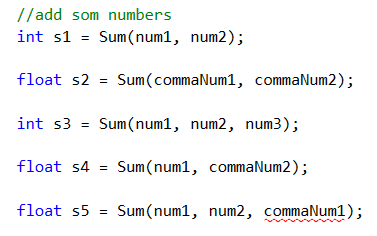 //add som numbers
int s1 = Sum(num1, num2);
float s2 = Sum(commaNum1, commaNum2);
int s3 = Sum(num1, num2, num3);
float s4 = Sum(num1, commaNum2);
float s5 = Sum(num1, num2, commaNum1);